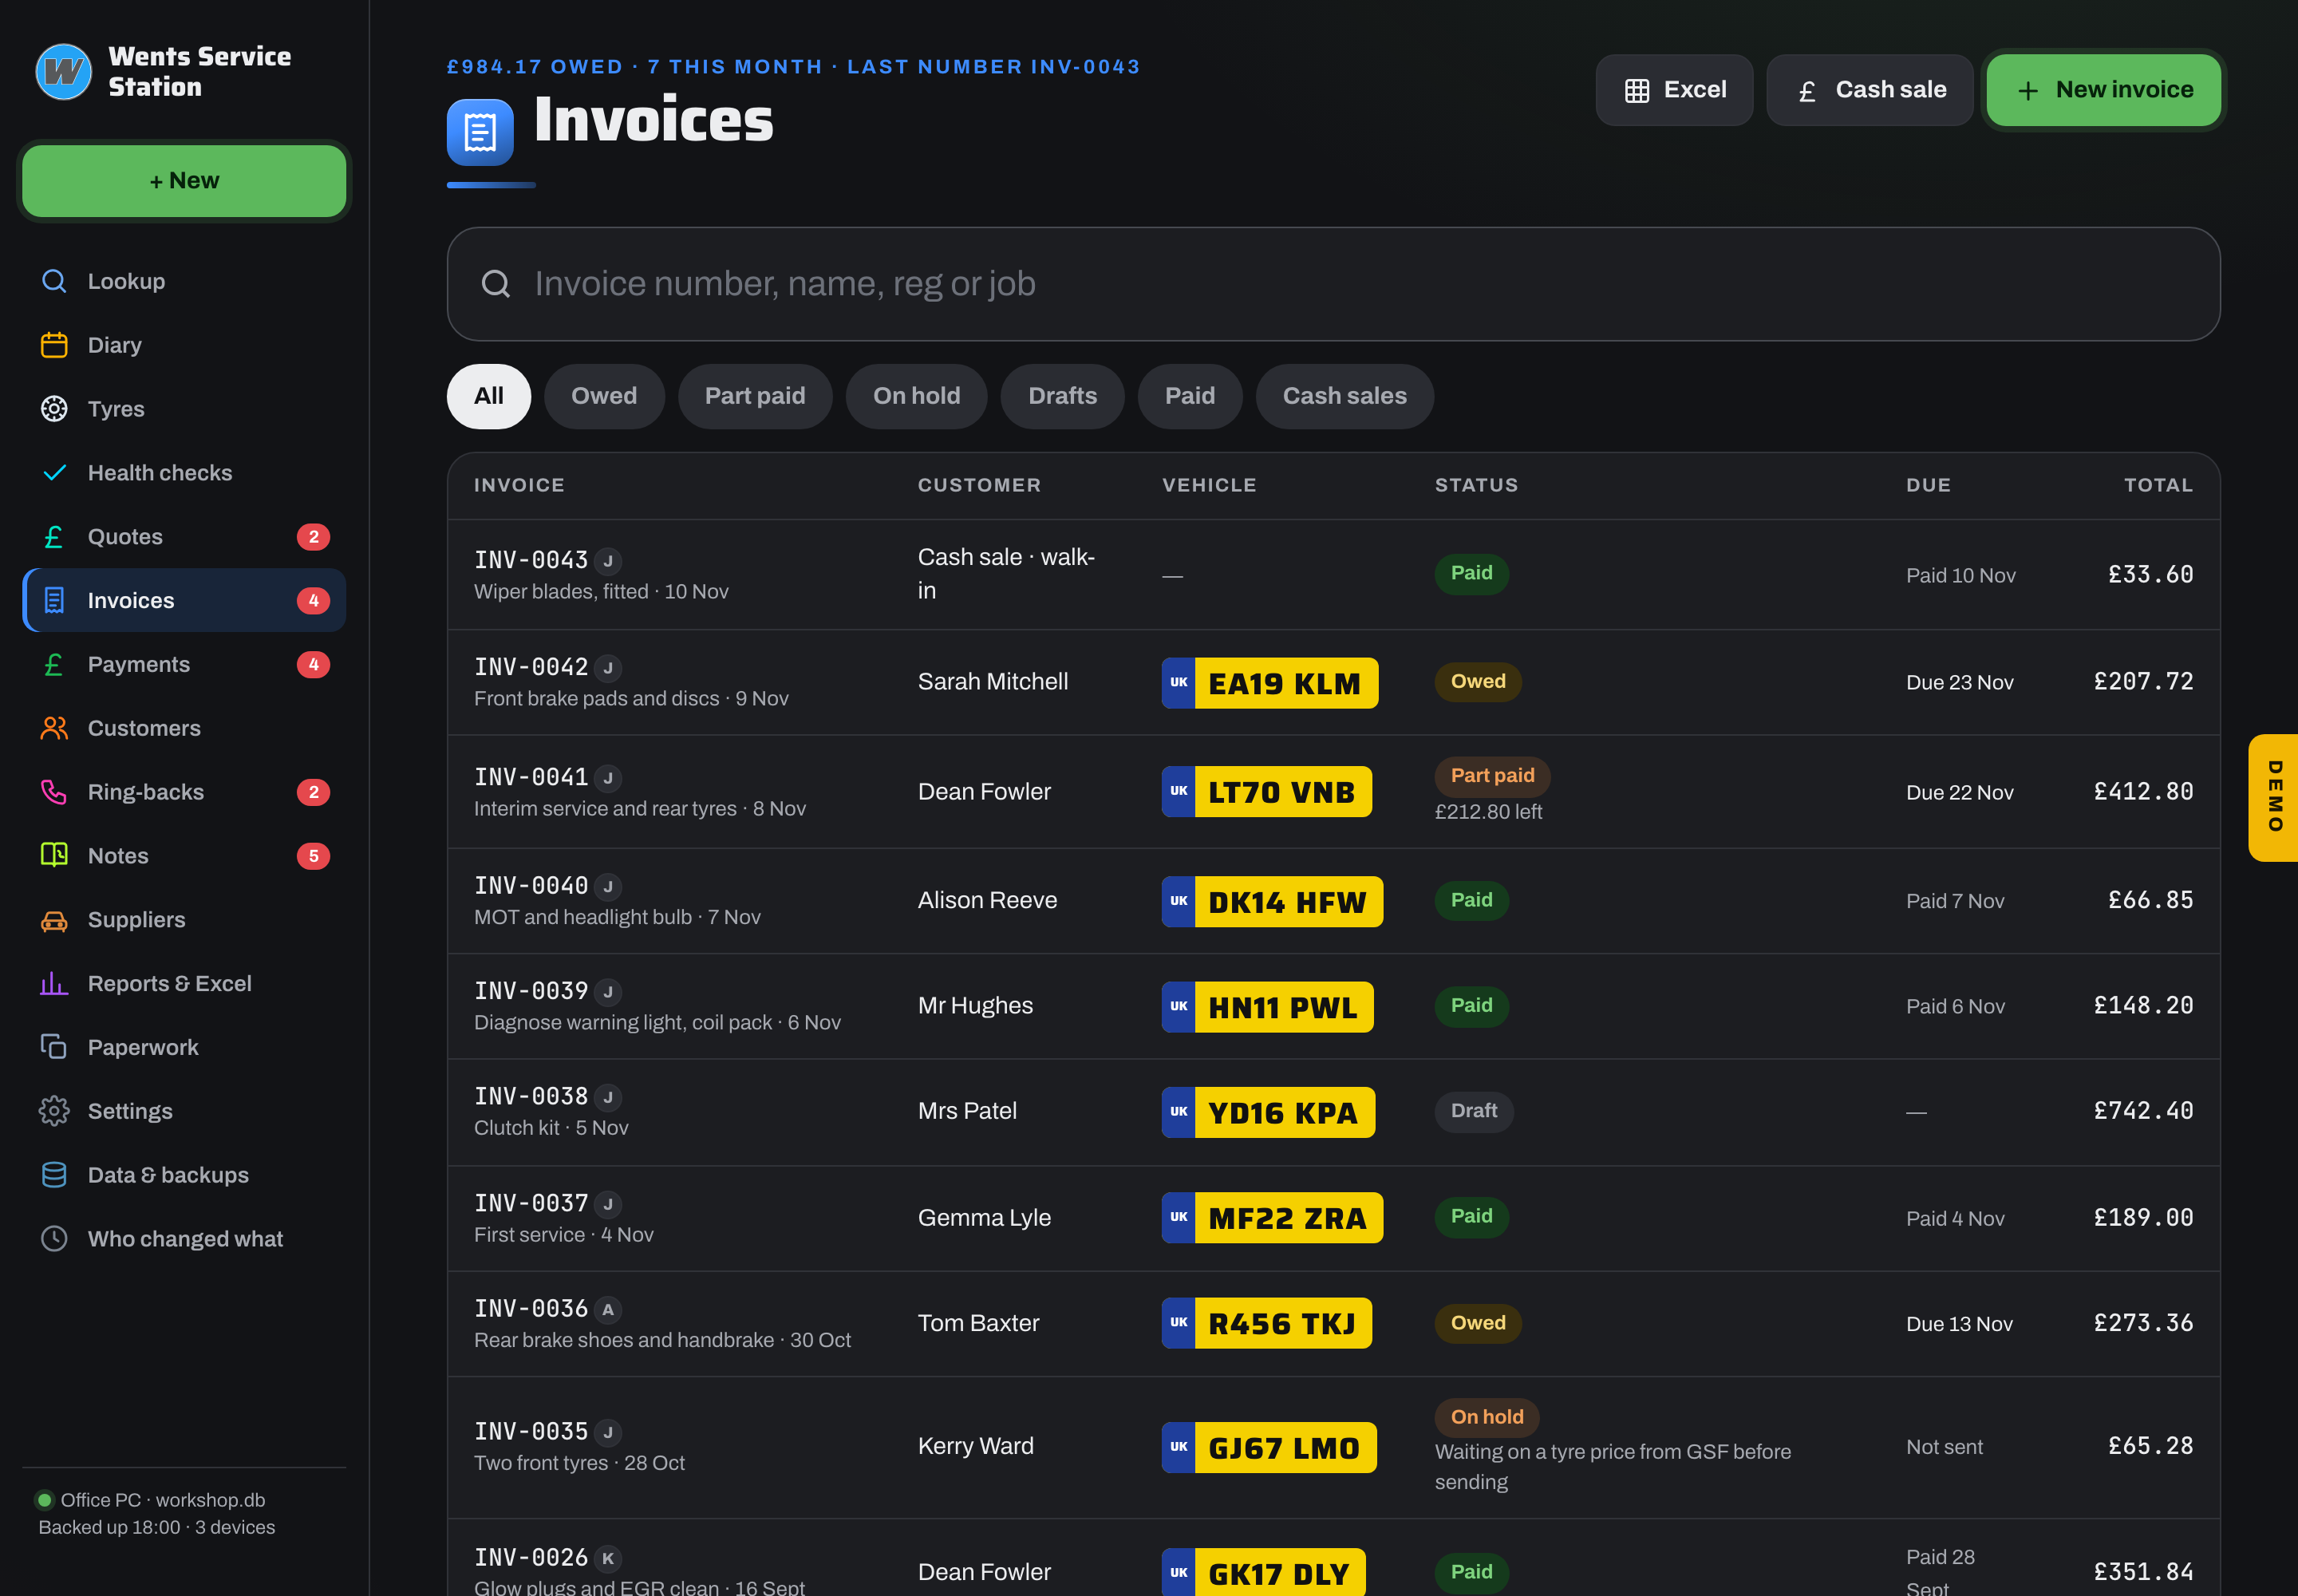 Wents Service
Station
+ New
Lookup
Diary
Tyres
Health checks
Quotes 2
Invoices 4
Payments 4
Customers
Ring-backs 2
Notes 5
Suppliers
Reports & Excel
Paperwork
Settings
Data & backups
Who changed what
Office PC · workshop.db
Backed up 18:00 · 3 devices
£984.17 OWED · 7 THIS MONTH · LAST NUMBER INV-0043
Invoices
Excel
£ Cash sale
+ New invoice
Invoice number, name, reg or job
All
Owed
Part paid
On hold
Drafts
Paid
Cash sales
INVOICE CUSTOMER VEHICLE STATUS DUE TOTAL
INV-0043 J
Wiper blades, fitted · 10 Nov
Cash sale · walk-
in
—
Paid
Paid 10 Nov
£33.60
INV-0042 J
Front brake pads and discs · 9 Nov
Sarah Mitchell
UK EA19 KLM
Owed
Due 23 Nov
£207.72
INV-0041 J
Interim service and rear tyres · 8 Nov
Dean Fowler
UK LT70 VNB
Part paid
£212.80 left
Due 22 Nov
£412.80
INV-0040 J
MOT and headlight bulb · 7 Nov
Alison Reeve
UK DK14 HFW
Paid
Paid 7 Nov
£66.85
INV-0039 J
Diagnose warning light, coil pack · 6 Nov
Mr Hughes
UK HN11 PWL
Paid
Paid 6 Nov
£148.20
INV-0038 J
Clutch kit · 5 Nov
Mrs Patel
UK YD16 KPA
Draft
—
£742.40
INV-0037 J
First service · 4 Nov
Gemma Lyle
UK MF22 ZRA
Paid
Paid 4 Nov
£189.00
INV-0036 A
Rear brake shoes and handbrake · 30 Oct
Tom Baxter
UK R456 TKJ
Owed
Due 13 Nov
£273.36
INV-0035 J
Two front tyres · 28 Oct
Kerry Ward
UK GJ67 LMO
On hold
Waiting on a tyre price from GSF before
sending
Not sent
£65.28
INV-0026 K
Glow plugs and EGR clean · 16 Sept
Dean Fowler
UK GK17 DLY
Paid
Paid 28
Sept
£351.84
DEMO